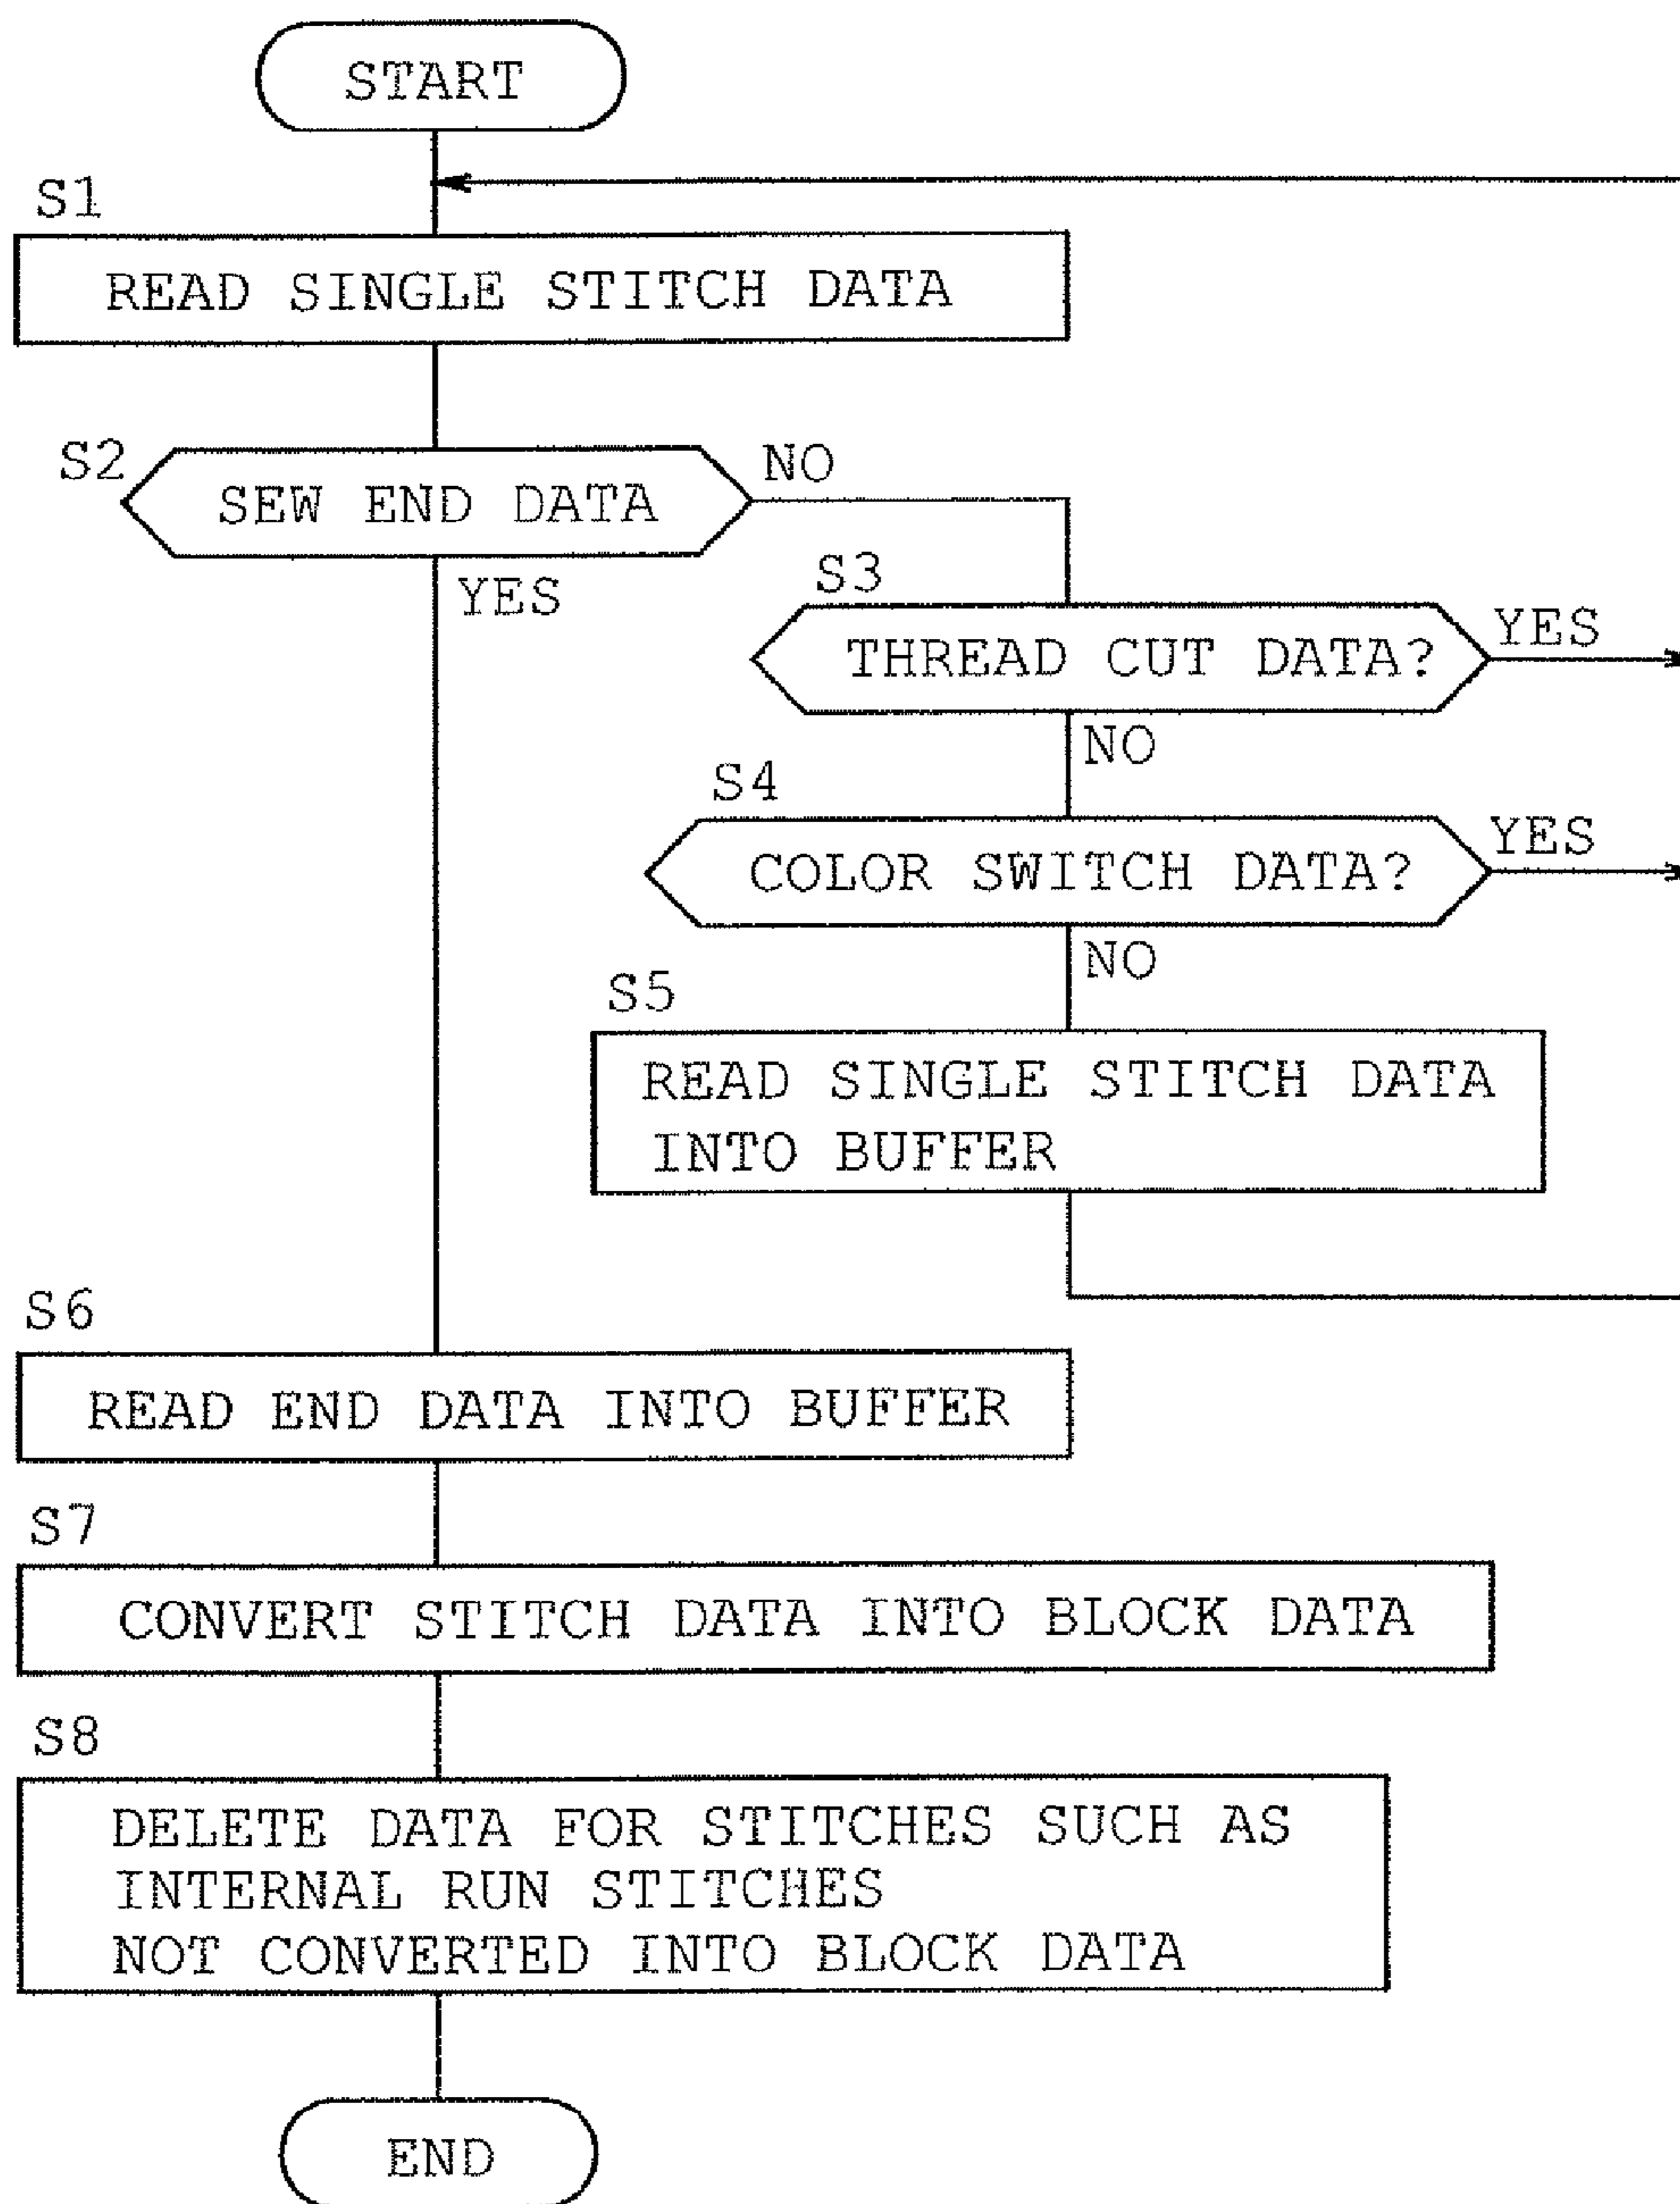 START
S1
READ SINGLE STITCH DATA
S2
SEW END DATA
NO
YES
S3
THREAD CUT DATA?
YES
NO
S4
COLOR SWITCH DATA?
YES
NO
S5
READ SINGLE STITCH DATA
INTO BUFFER
S6
READ END DATA INTO BUFFER
S7
CONVERT STITCH DATA INTO BLOCK DATA
S8
DELETE DATA FOR STITCHES SUCH AS
INTERNAL RUN STITCHES
NOT CONVERTED INTO BLOCK DATA
END